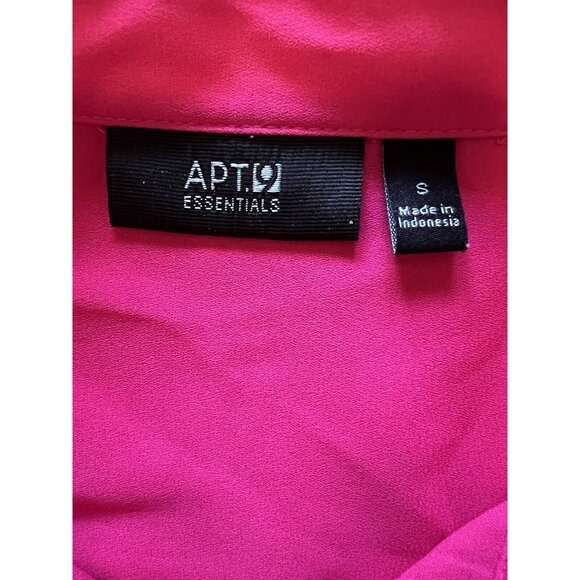 APT.[9]
ESSENTIALS
S
Made in
Indonesia